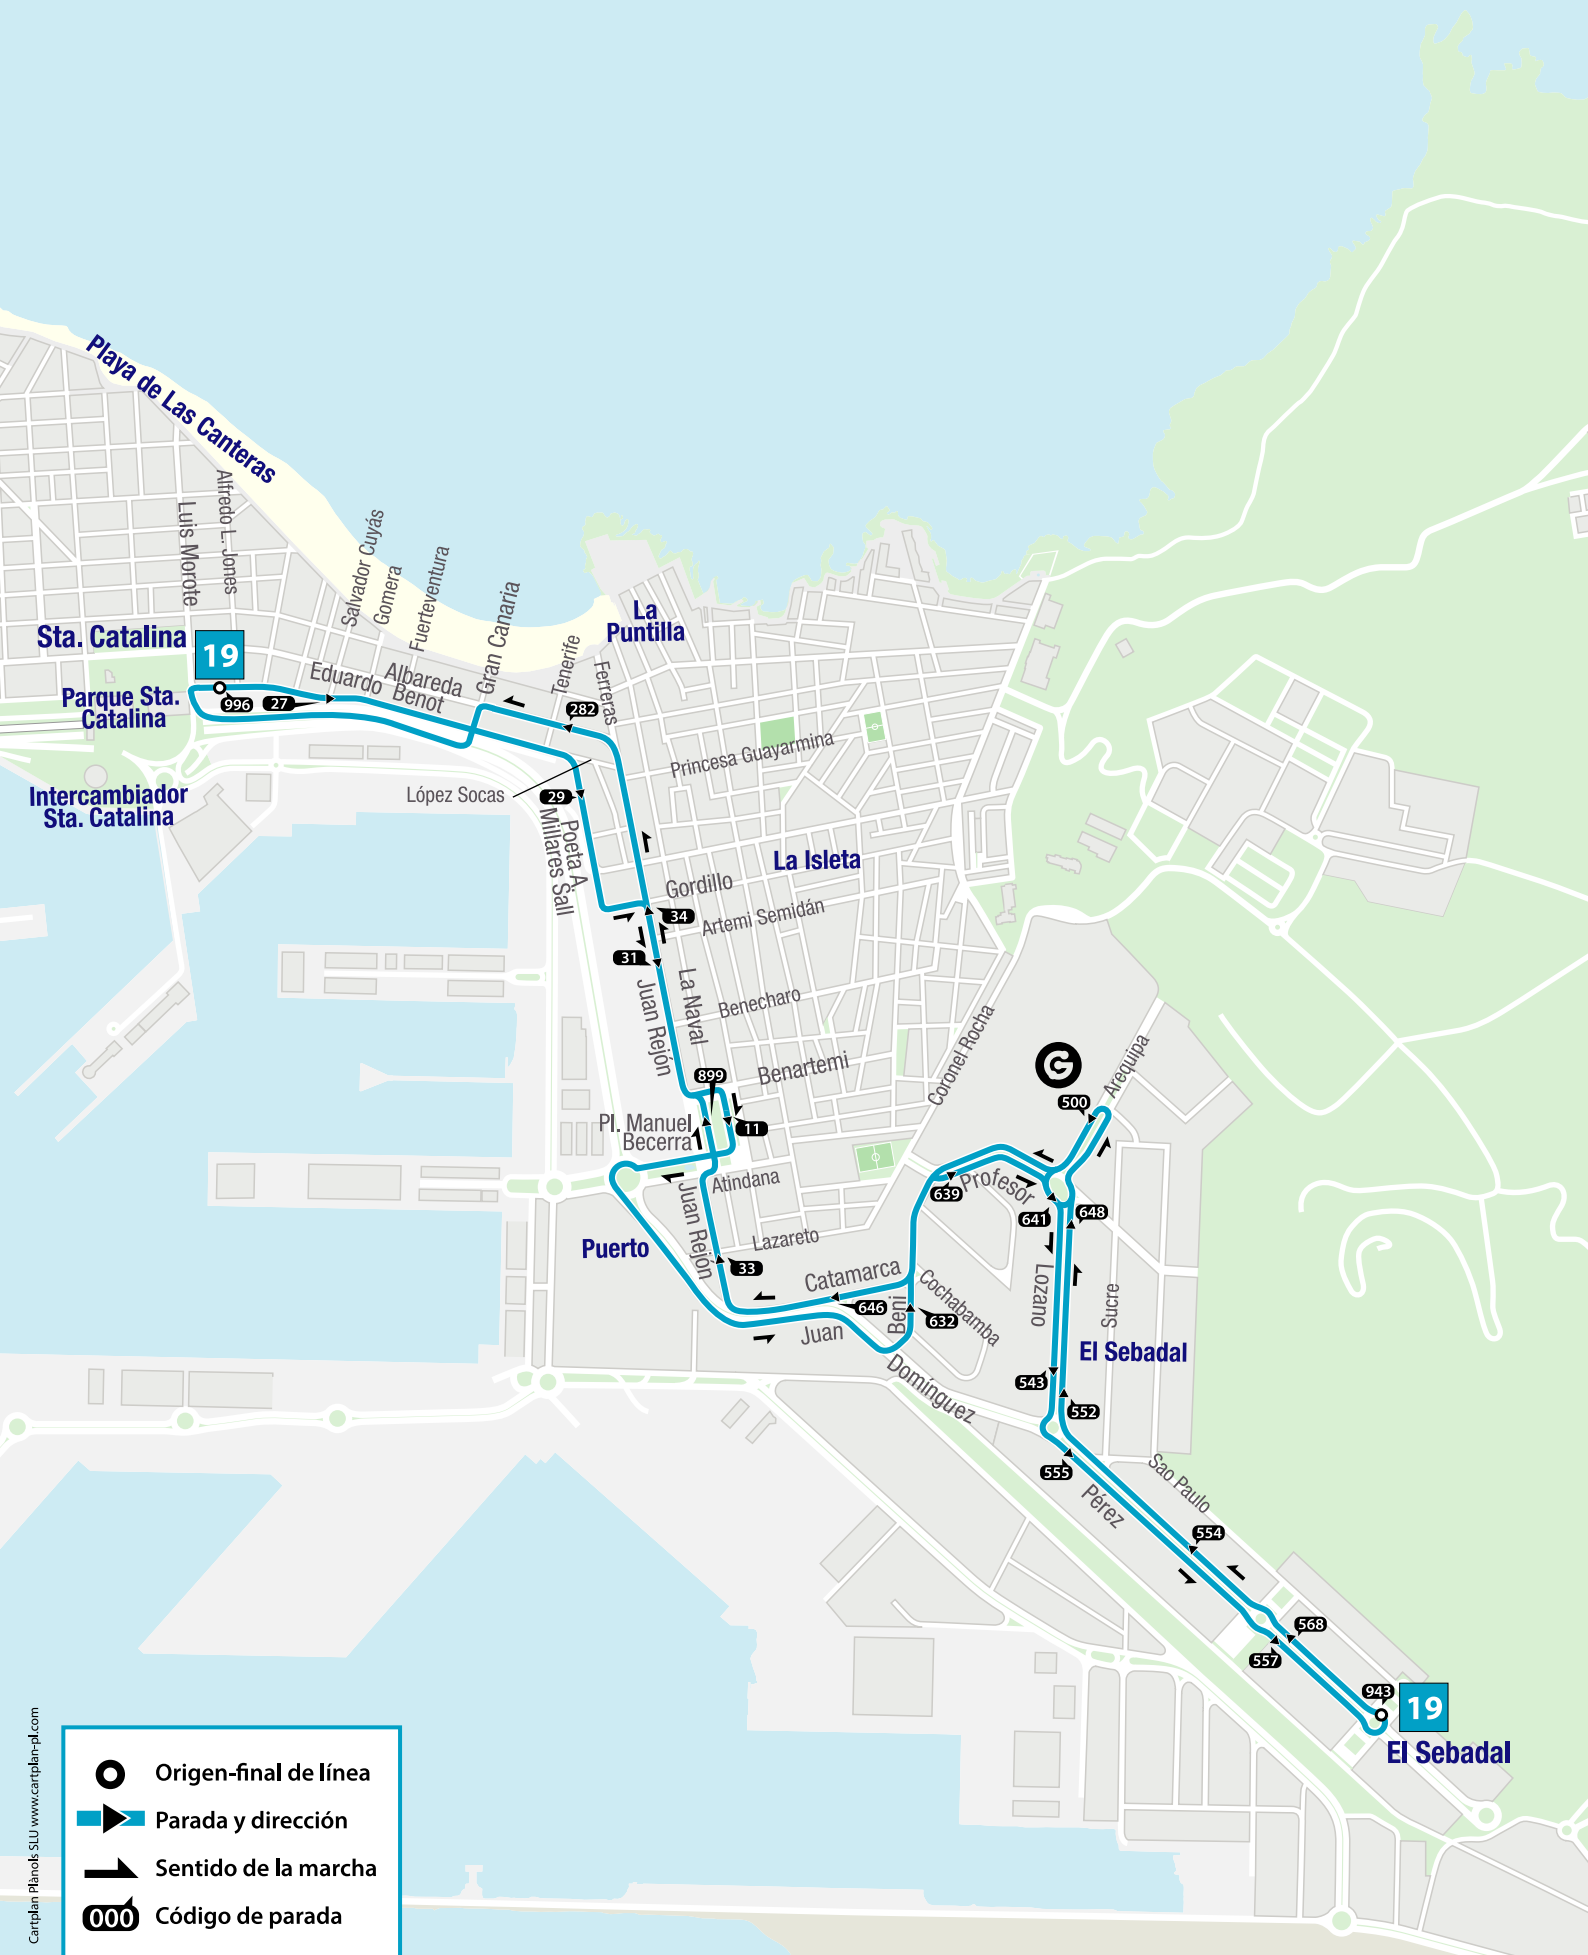 Playa de Las Canteras
Alfredo L. Jones
Luis Morote
Salvador Cuyás
Gomera
Fuerteventura
Gran Canaria
Tenerife
Ferreras
La
Puntilla
Sta. Catalina
19
Eduardo Benot
Albareda
Parque Sta.
Catalina
996
27
282
Princesa Guayarmina
Intercambiador
Sta. Catalina
López Socas
29
Poeta A.
Millares Sall
La Isleta
Gordillo
34
Artemi Semidán
31
La Naval
Juan Rejón
Benecharo
Coronel Rocha
Benartemi
899
G
Arequipa
500
Pl. Manuel
Becerra
11
Atindana
639
Profesor
641
648
Juan Rejón
Puerto
Lazareto
33
Catamarca
Lozano
Sucre
Cochabamba
646
Beni
632
Juan
El Sebadal
Domínguez
543
552
555
Pérez
Sao Paulo
554
568
557
943
19
El Sebadal
Origen-final de línea
Parada y dirección
Sentido de la marcha
000
Código de parada
Cartplan Plànols SLU www.cartplan-pl.com